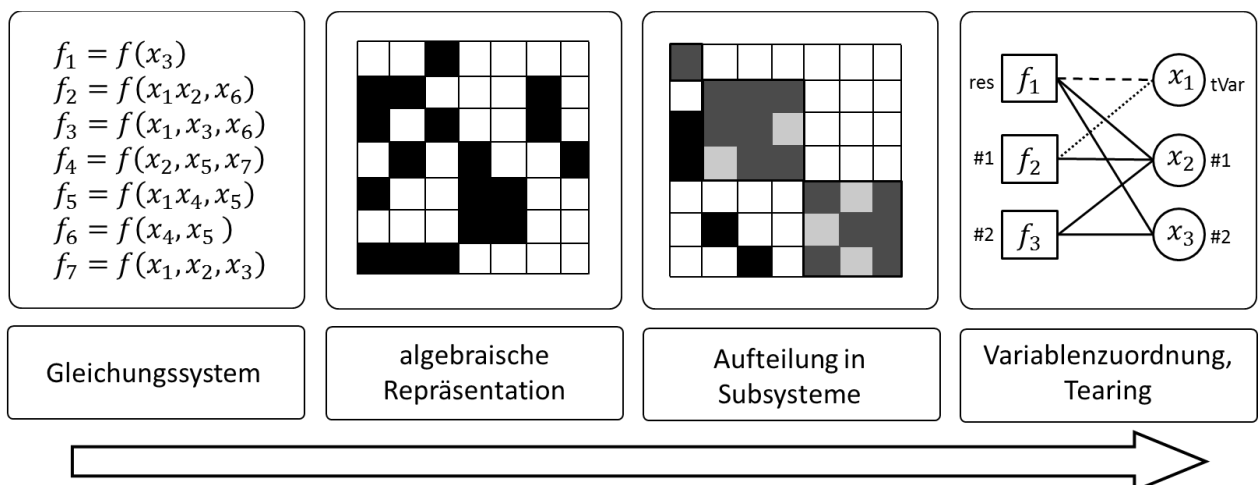 f₁ = f(x₃)
f₂ = f(x₁x₂, x₆)
f₃ = f(x₁, x₃, x₆)
f₄ = f(x₂, x₅, x₇)
f₅ = f(x₁x₄, x₅)
f₆ = f(x₄, x₅ )
f₇ = f(x₁, x₂, x₃)
res f₁ x₁ tVar
#1 f₂ x₂ #1
#2 f₃ x₃ #2
Gleichungssystem
algebraische
Repräsentation
Aufteilung in
Subsysteme
Variablenzuordnung,
Tearing